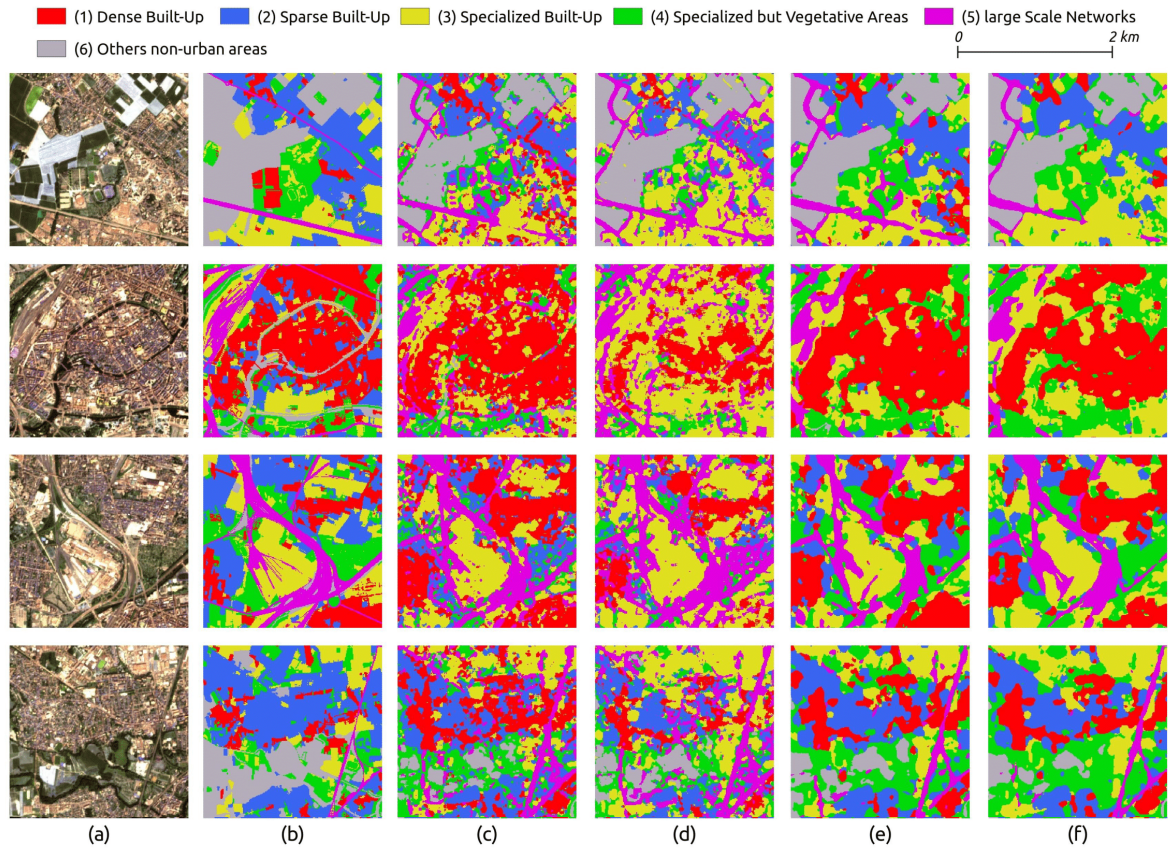 (1) Dense Built-Up (2) Sparse Built-Up (3) Specialized Built-Up (4) Specialized but Vegetative Areas (5) large Scale Networks
(6) Others non-urban areas 0 2 km
(a) (b) (c) (d) (e) (f)